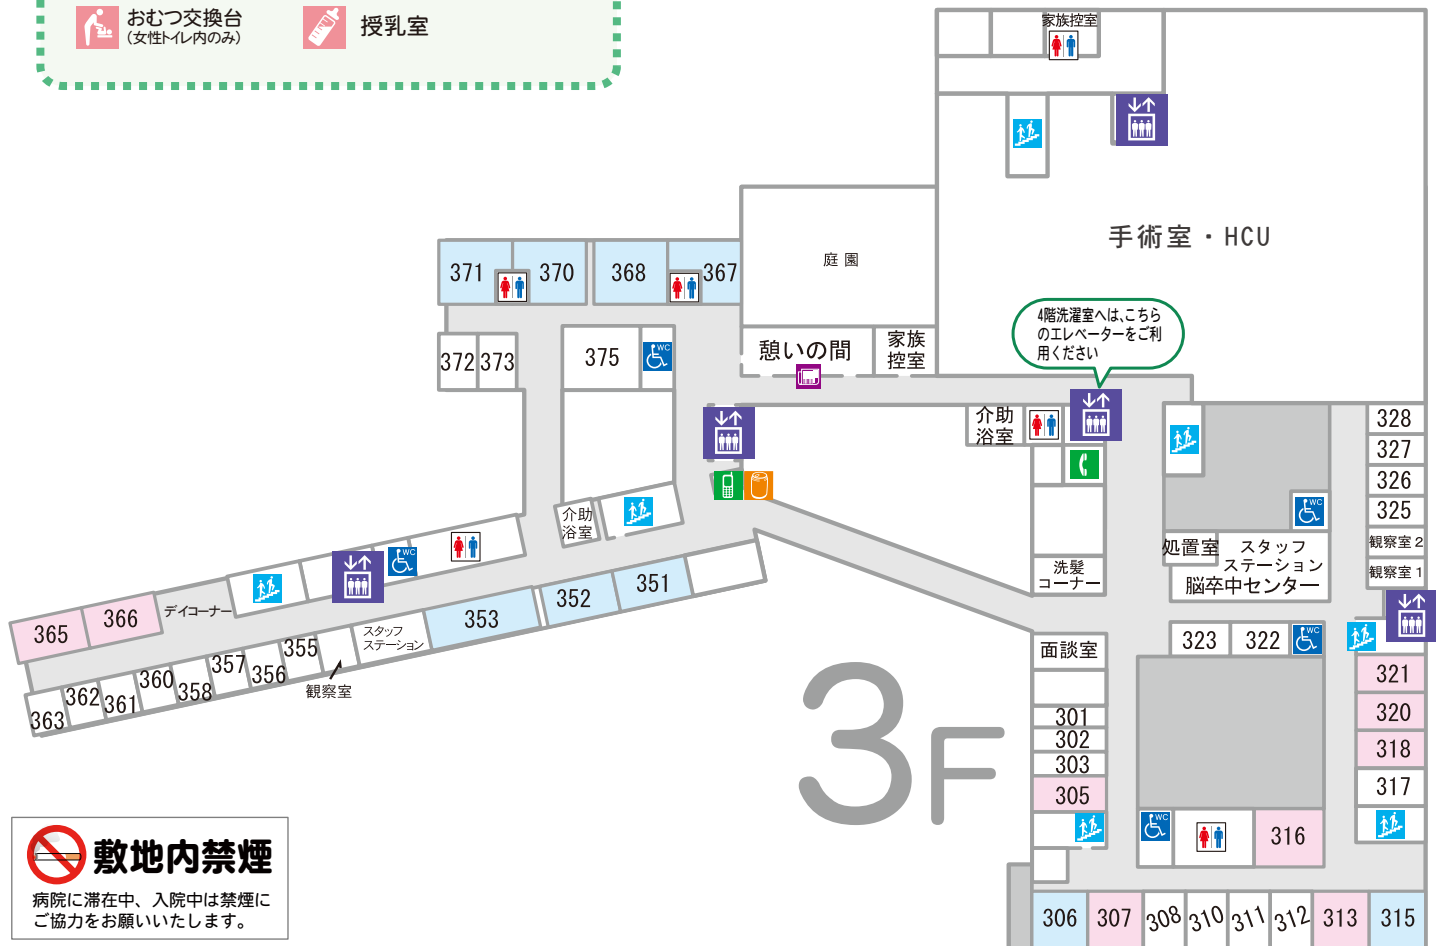 おむつ交換台
(女性トイレ内のみ)
授乳室
家族控室
手術室・HCU
庭園
371
370
368
367
4階洗濯室へは、こちら
のエレベーターをご利
用ください
憩いの間
家族
控室
372
373
375
WC
介助
浴室
328
327
326
325
観察室2
観察室1
WC
処置室
スタッフ
ステーション
脳卒中センター
介助
浴室
WC
洗髪
コーナー
351
352
353
スタッフ
ステーション
デイコーナー
366
365
355
356
357
358
360
361
362
363
観察室
323
322
WC
面談室
321
320
318
317
301
302
303
305
3F
WC
316
306
307
308
310
311
312
313
315
敷地内禁煙
病院に滞在中、入院中は禁煙に
ご協力をお願いいたします。